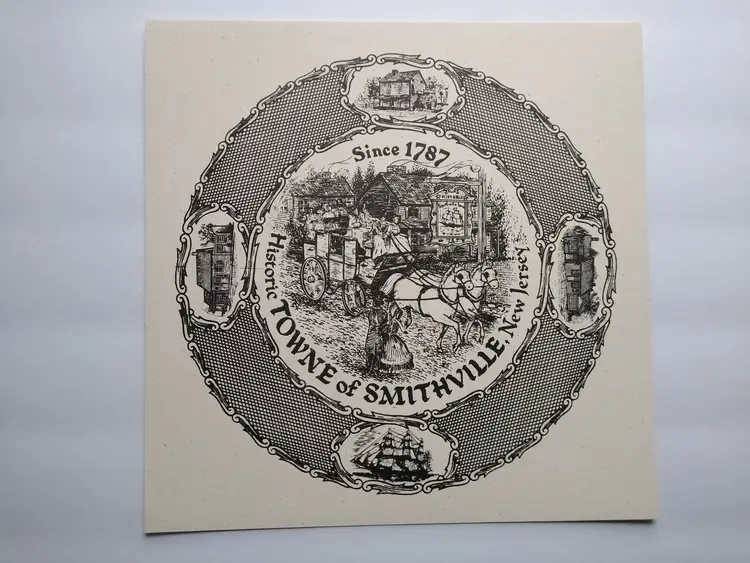 Since 1787
Historic TOWNE of SMITHVILLE, New Jersey